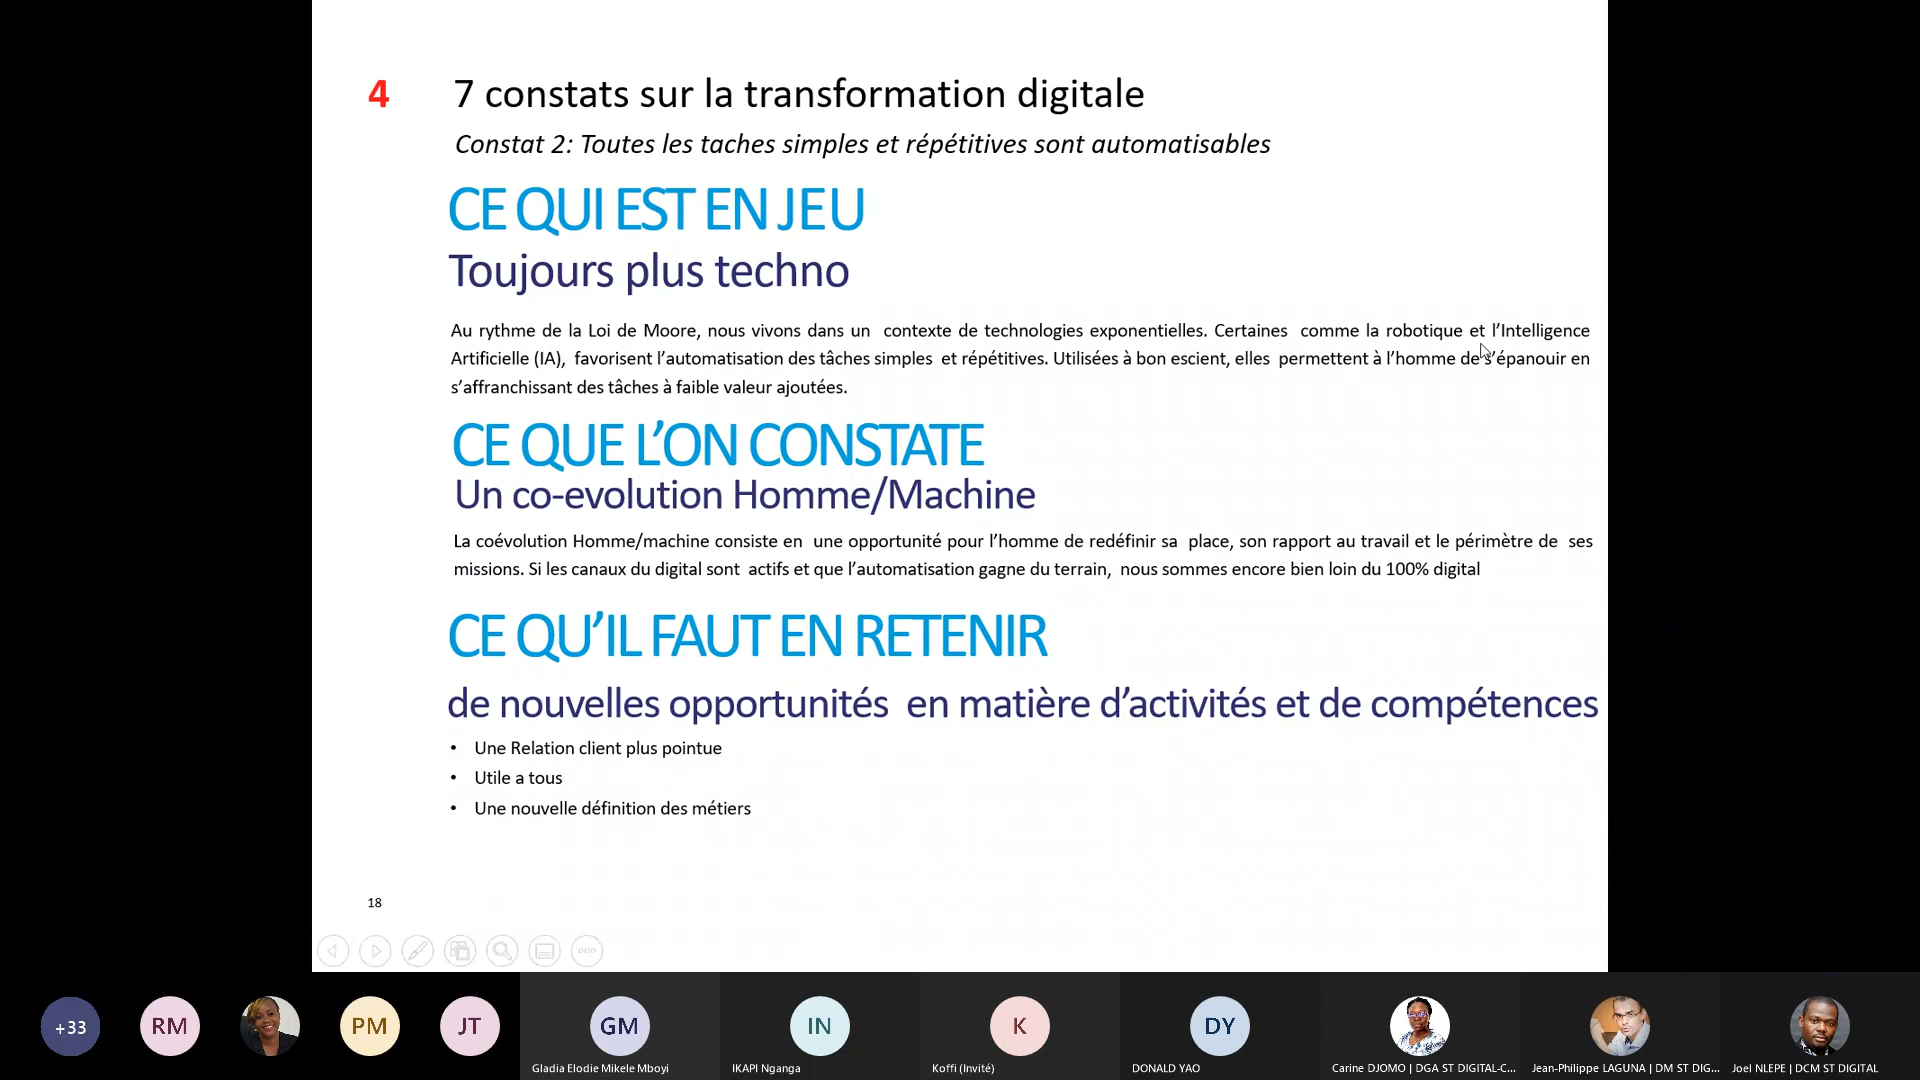 4 7 constats sur la transformation digitale
Constat 2: Toutes les taches simples et répétitives sont automatisables
CE QUI EST EN JEU
Toujours plus techno
Au rythme de la Loi de Moore, nous vivons dans un contexte de technologies exponentielles. Certaines comme la robotique et l’Intelligence
Artificielle (IA), favorisent l’automatisation des tâches simples et répétitives. Utilisées à bon escient, elles permettent à l’homme de s’épanouir en
s’affranchissant des tâches à faible valeur ajoutées.
CE QUE L’ON CONSTATE
Un co-evolution Homme/Machine
La coévolution Homme/machine consiste en une opportunité pour l’homme de redéfinir sa place, son rapport au travail et le périmètre de ses
missions. Si les canaux du digital sont actifs et que l’automatisation gagne du terrain, nous sommes encore bien loin du 100% digital
CE QU’IL FAUT EN RETENIR
de nouvelles opportunités en matière d’activités et de compétences
• Une Relation client plus pointue
• Utile a tous
• Une nouvelle définition des métiers
18
+33 RM PM JT GM IN K DY
Gladia Elodie Mikele Mboyi IKAPI Nganga Koffi (Invité) DONALD YAO Carine DJOMO | DGA ST DIGITAL-C... Jean-Philippe LAGUNA | DM ST DIG... Joel NLEPE | DCM ST DIGITAL